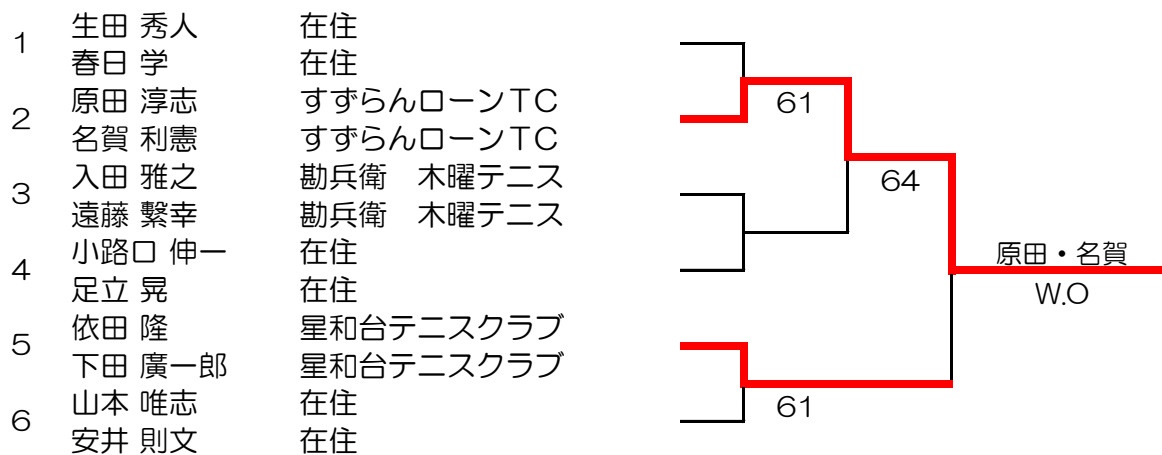 1
生田 秀人 在住
春日 学 在住
2
原田 淳志 すずらんローンTC
名賀 利憲 すずらんローンTC
3
入田 雅之 勘兵衛　木曜テニス
遠藤 繋幸 勘兵衛　木曜テニス
4
小路口 伸一 在住
足立 晃 在住
5
依田 隆 星和台テニスクラブ
下田 廣一郎 星和台テニスクラブ
6
山本 唯志 在住
安井 則文 在住
61
64
原田・名賀
W.O
61